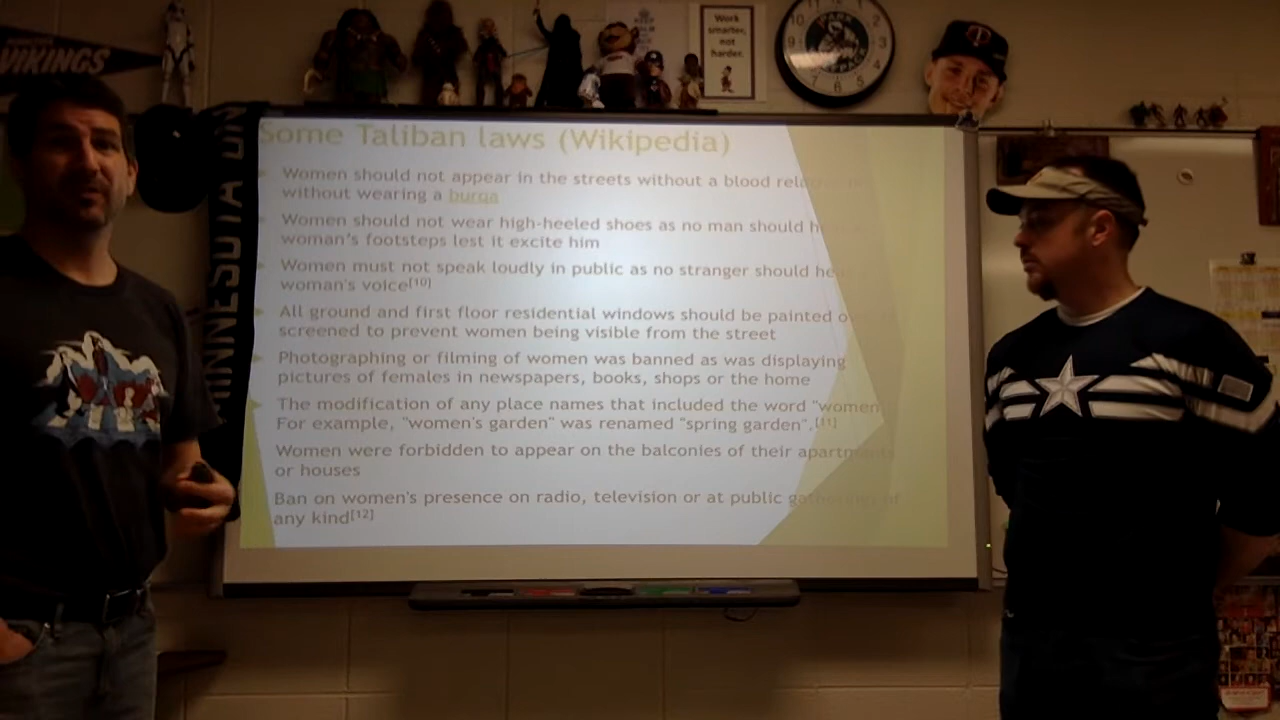 VIKINGS
Work
smarter,
not
harder.
MINNESOTA UN
Some Taliban laws (Wikipedia)
Women should not appear in the streets without a blood
without wearing a burqa
Women should not wear high-heeled shoes as no man should
woman's footsteps lest it excite him
Women must not speak loudly in public as no stranger should
woman's voice[10]
All ground and first floor residential windows should be painted
screened to prevent women being visible from the street
Photographing or filming of women was banned as was displaying
pictures of females in newspapers, books, shops or the home
The modification of any place names that included the word "women
For example, "women's garden" was renamed "spring garden".[11]
Women were forbidden to appear on the balconies of their apartments
or houses
Ban on women's presence on radio, television or at public gatherings of
any kind[12]